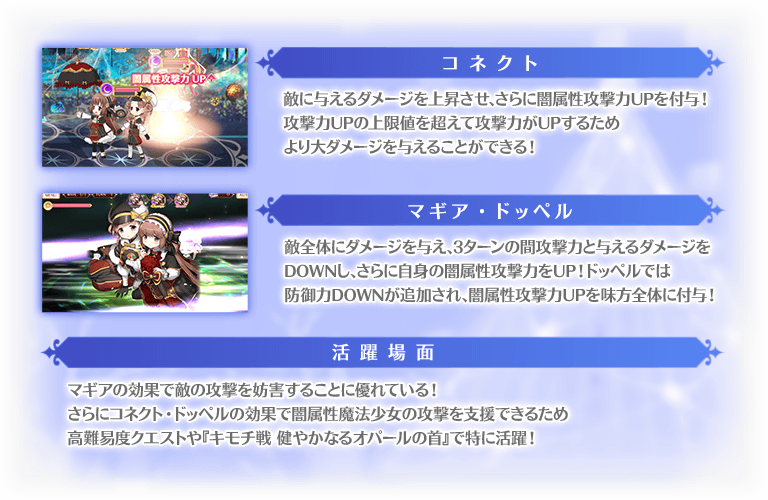 コネクト
闇属性攻撃力UP
敵に与えるダメージを上昇させ、さらに闇属性攻撃力UPを付与!
攻撃力UPの上限値を超えて攻撃力がUPするため
より大ダメージを与えることができる!
マギア・ドッペル
敵全体にダメージを与え、3ターンの間攻撃力と与えるダメージを
DOWNし、さらに自身の闇属性攻撃力をUP!ドッペルでは
防御力DOWNが追加され、闇属性攻撃力UPを味方全体に付与!
活躍場面
マギアの効果で敵の攻撃を妨害することに優れている!
さらにコネクト・ドッペルの効果で闇属性魔法少女の攻撃を支援できるため
高難易度クエストや『キモチ戦 健やかなるオパールの首』で特に活躍!